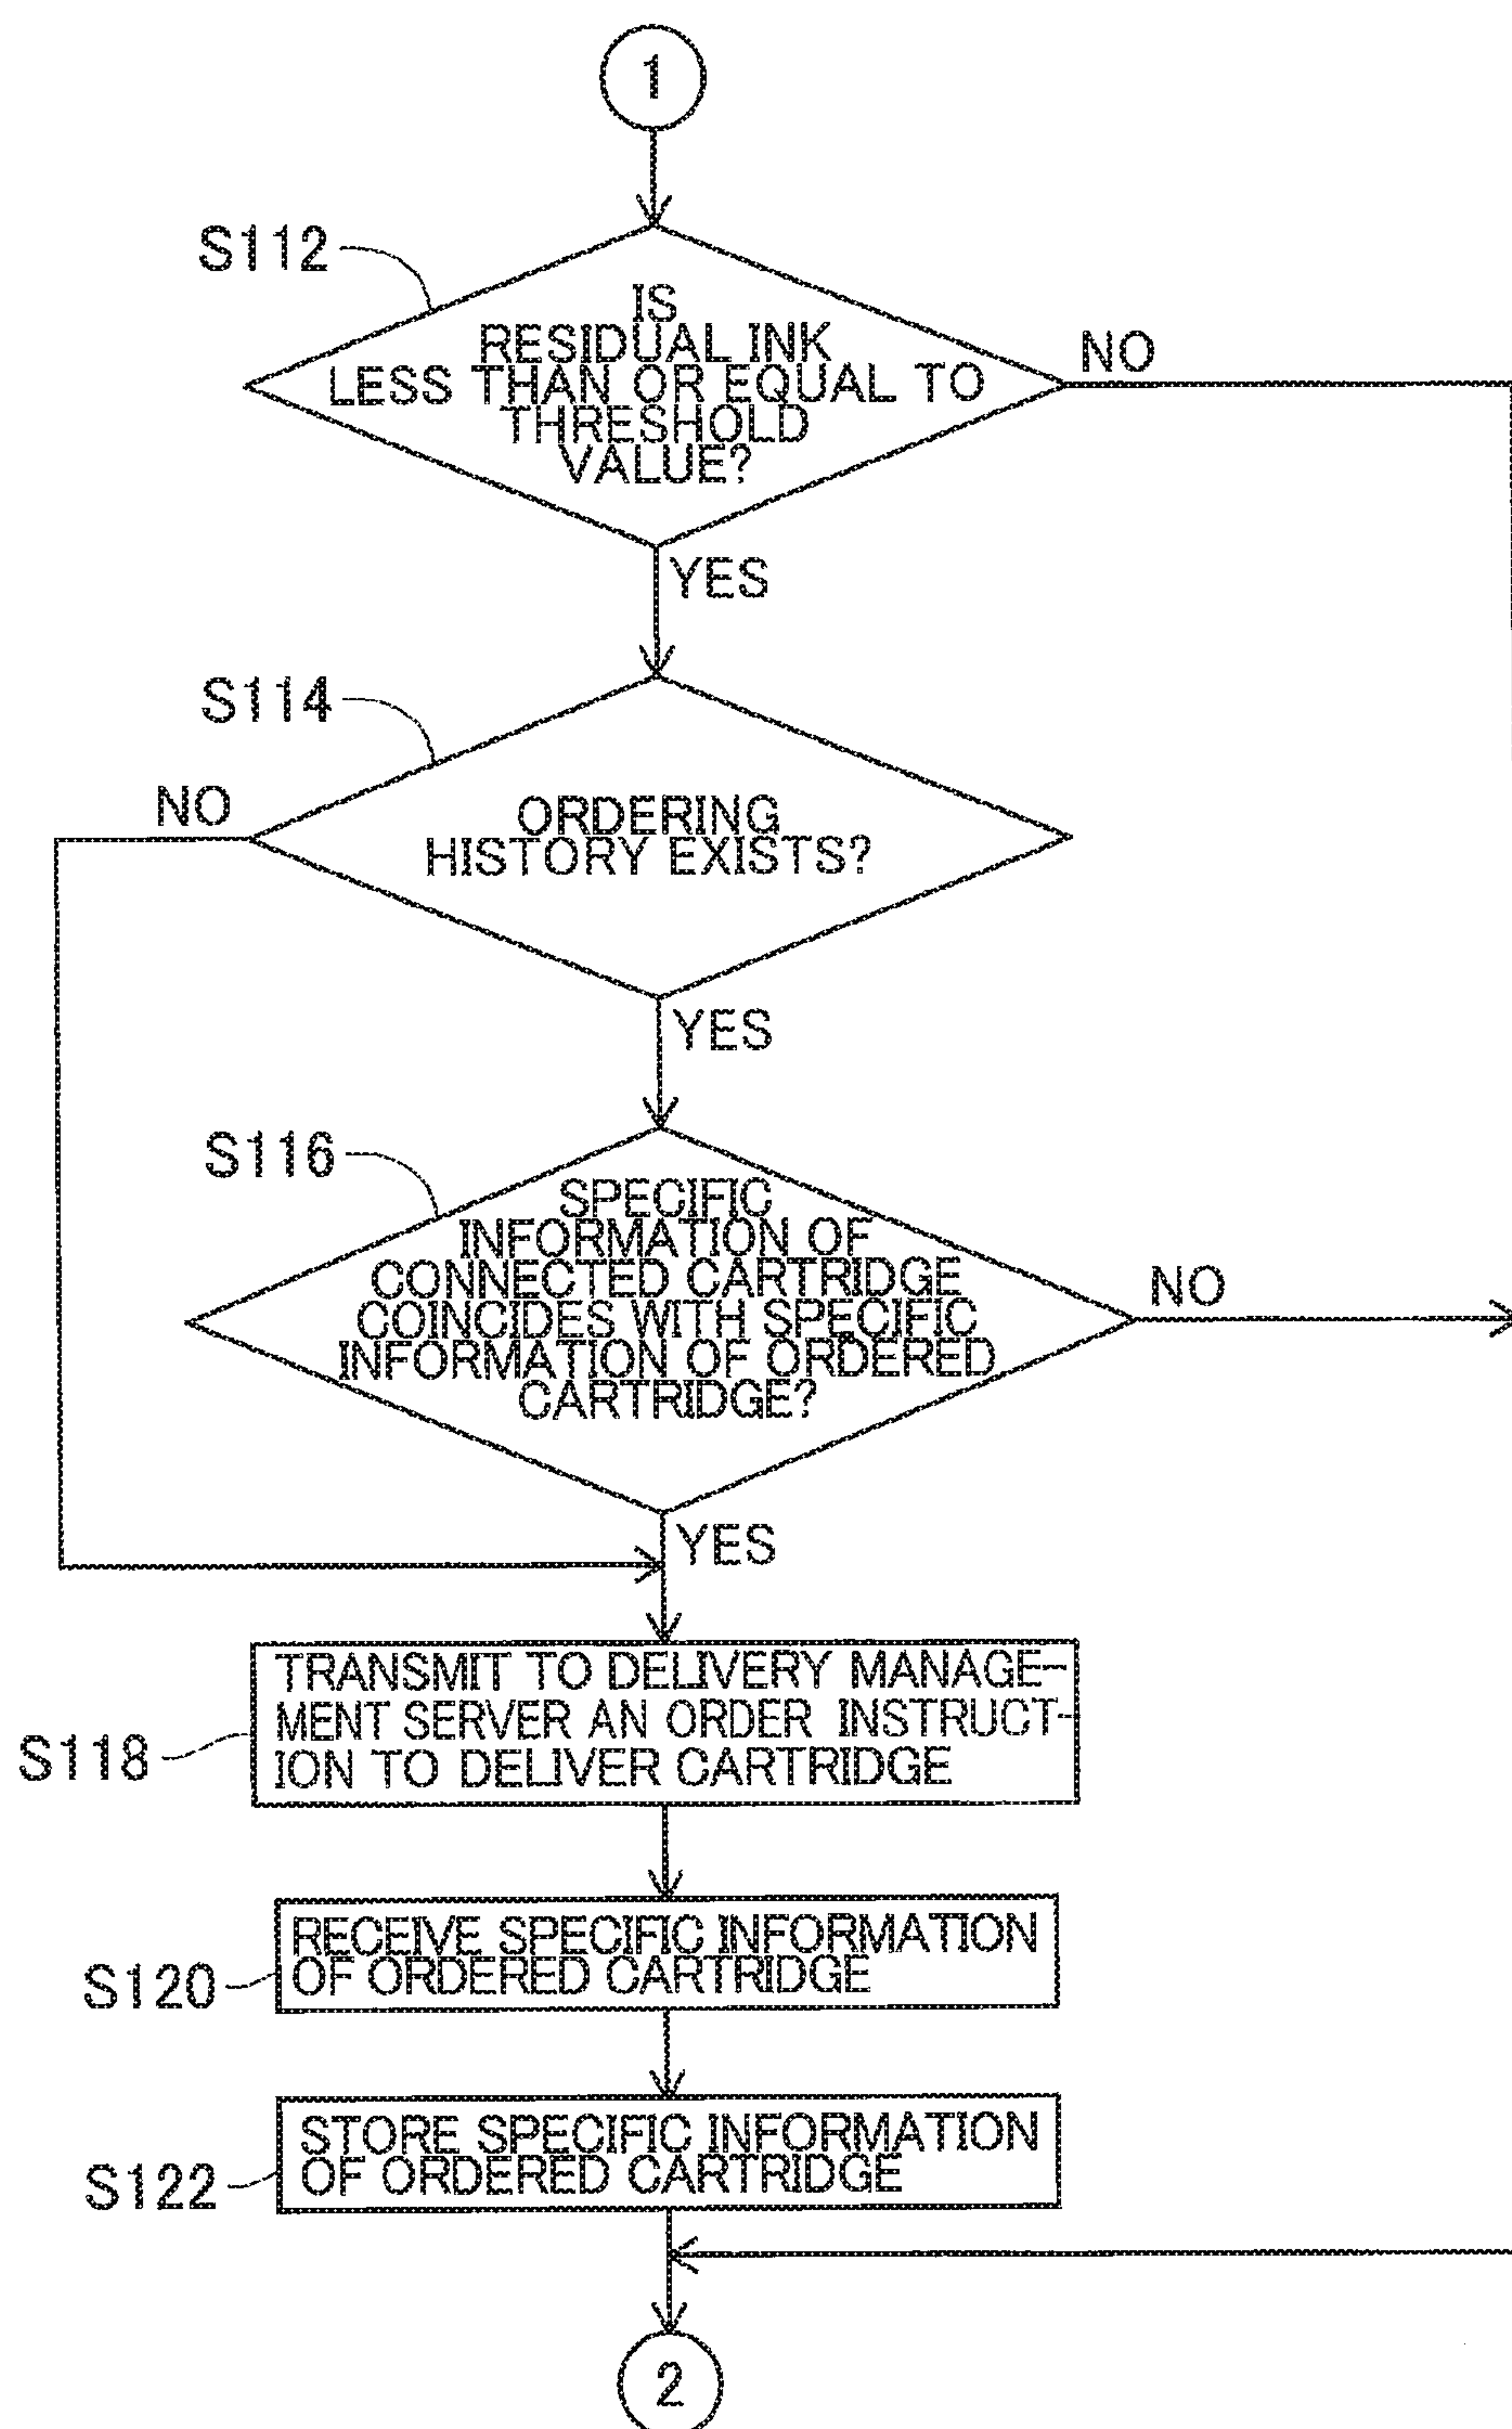 1
S112
IS
RESIDUAL INK
LESS THAN OR EQUAL TO
THRESHOLD
VALUE?
NO
YES
S114
NO
ORDERING
HISTORY EXISTS?
YES
S116
SPECIFIC
INFORMATION OF
CONNECTED CARTRIDGE
COINCIDES WITH SPECIFIC
INFORMATION OF ORDERED
CARTRIDGE?
NO
YES
S118
TRANSMIT TO DELIVERY MANAGE-
MENT SERVER AN ORDER INSTRUCT-
ION TO DELIVER CARTRIDGE
S120
RECEIVE SPECIFIC INFORMATION
OF ORDERED CARTRIDGE
S122
STORE SPECIFIC INFORMATION
OF ORDERED CARTRIDGE
2